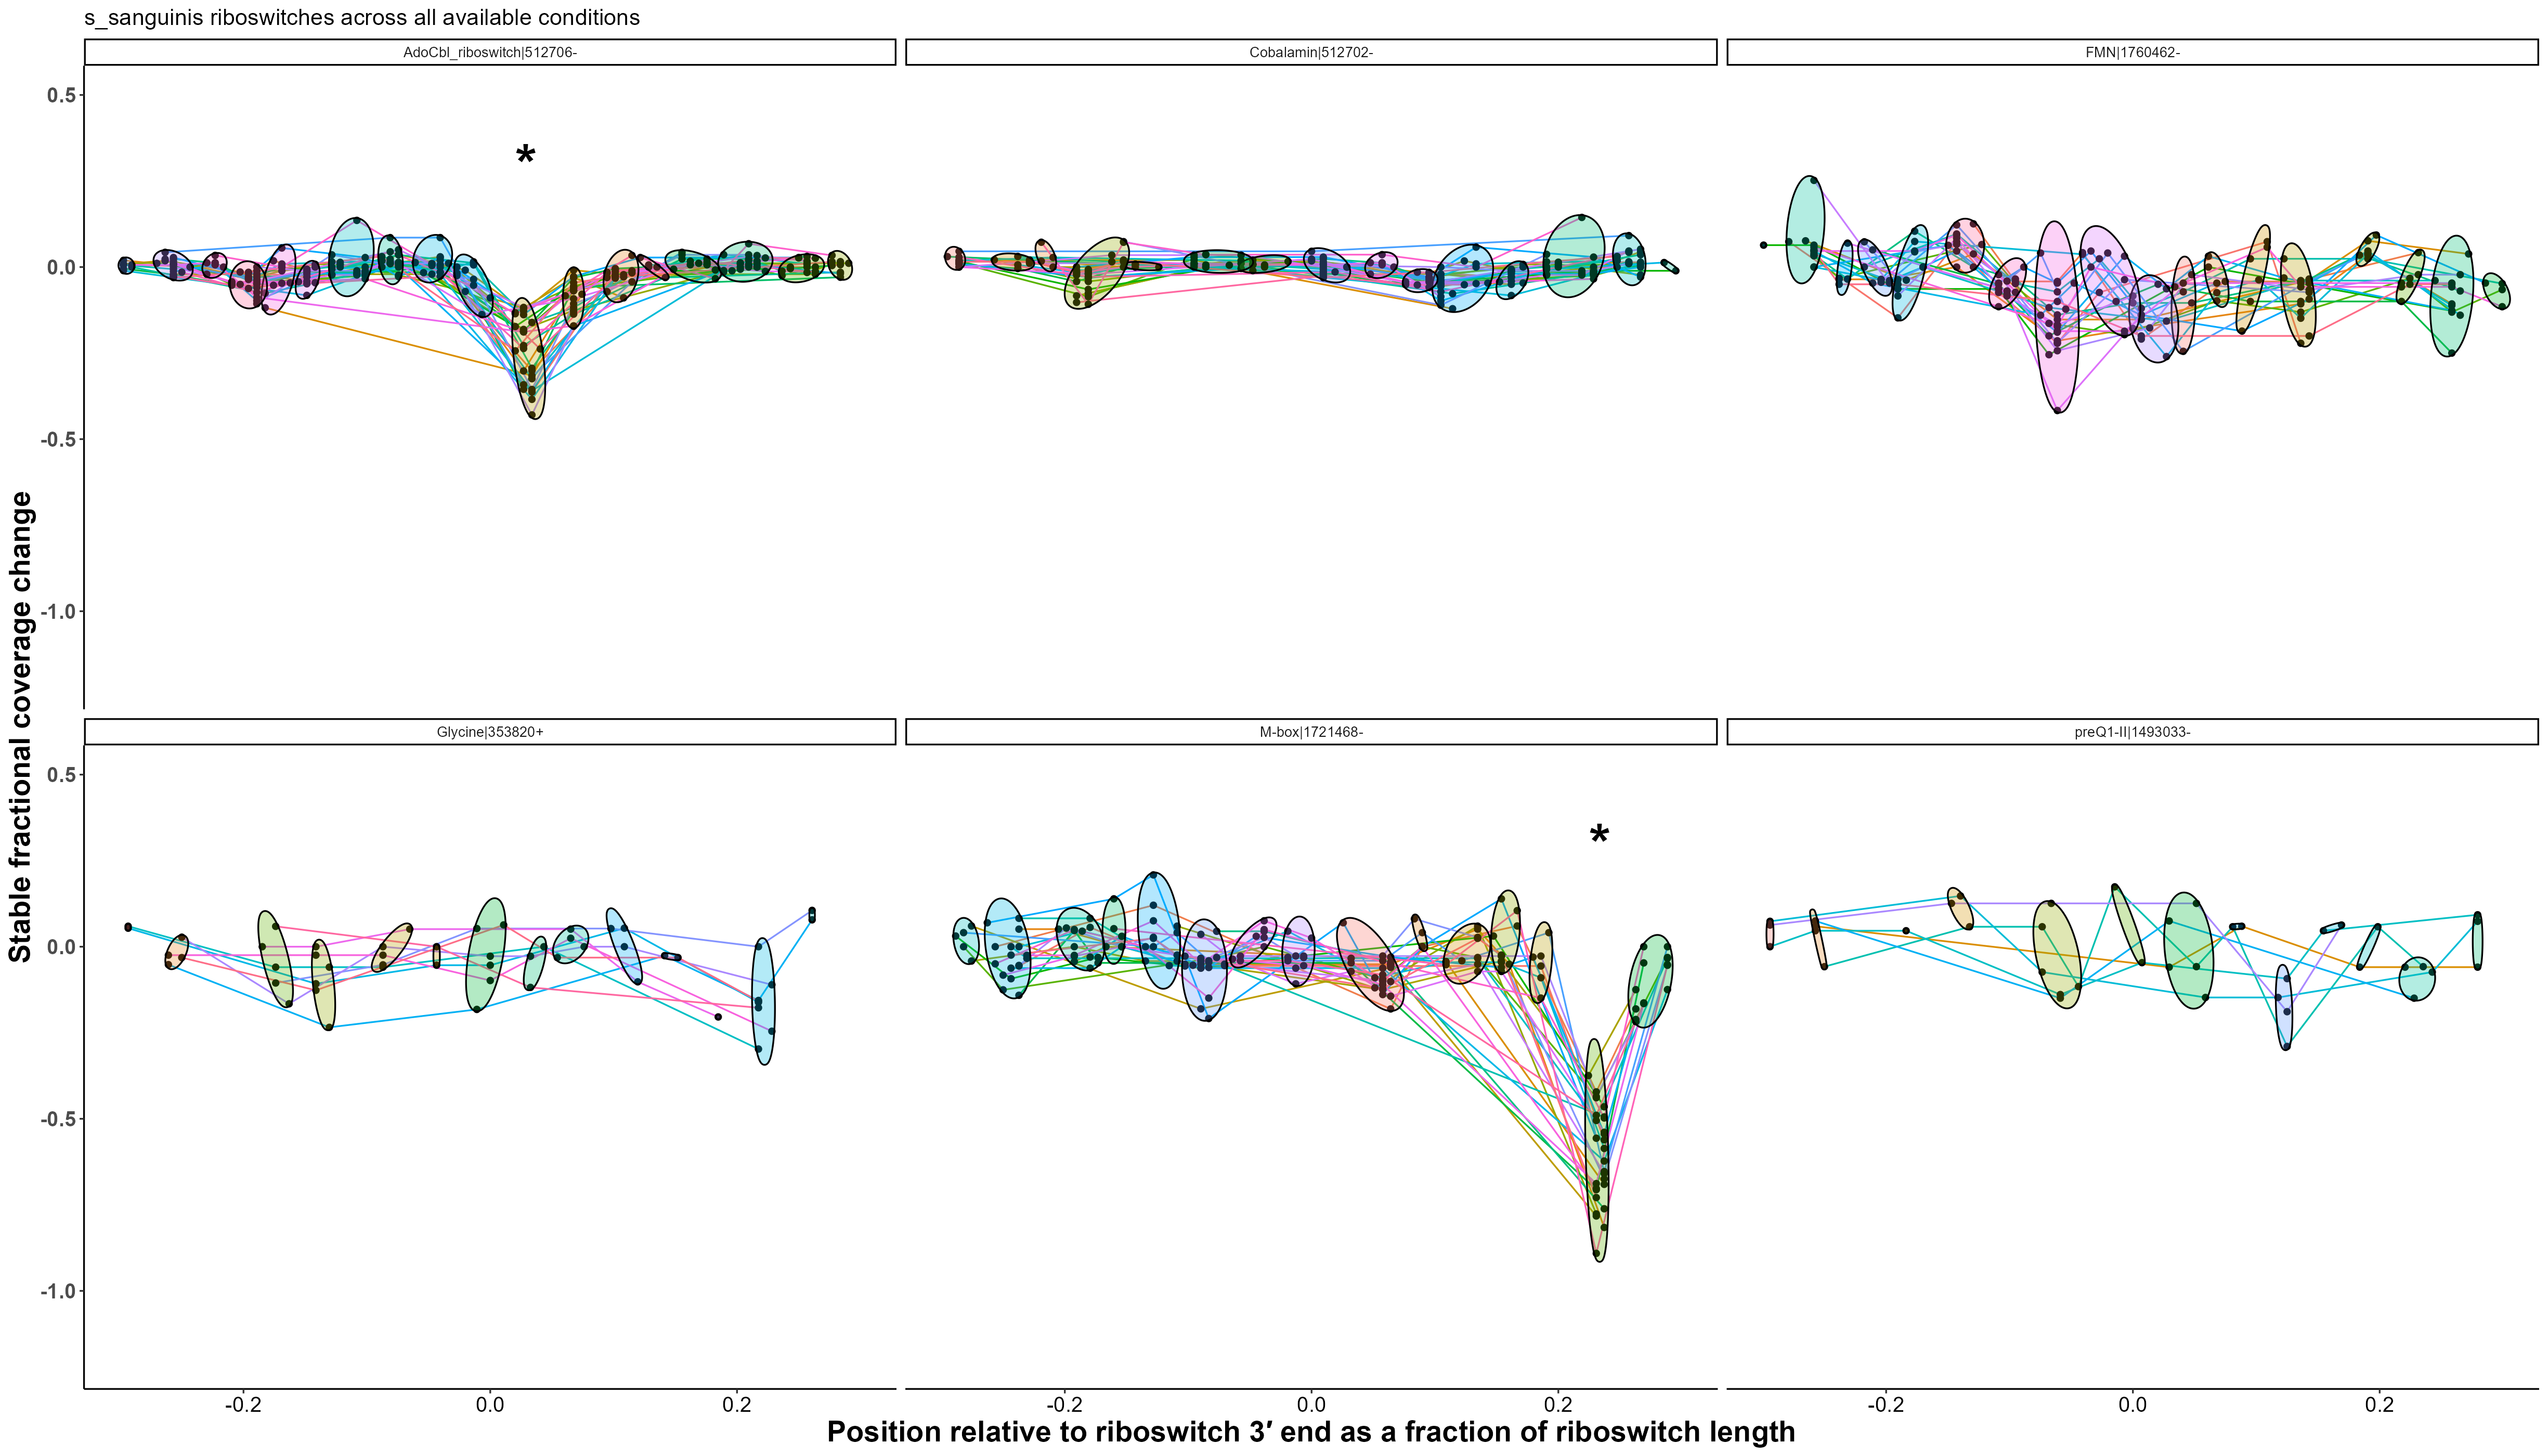 s_sanguinis riboswitches across all available conditions
AdoCbl_riboswitch|512706-
Cobalamin|512702-
FMN|1760462-
0.5
0.0
-0.5
-1.0
*
Glycine|353820+
M-box|1721468-
preQ1-II|1493033-
0.5
0.0
-0.5
-1.0
*
-0.2 0.0 0.2
-0.2 0.0 0.2
-0.2 0.0 0.2
Position relative to riboswitch 3′ end as a fraction of riboswitch length
Stable fractional coverage change